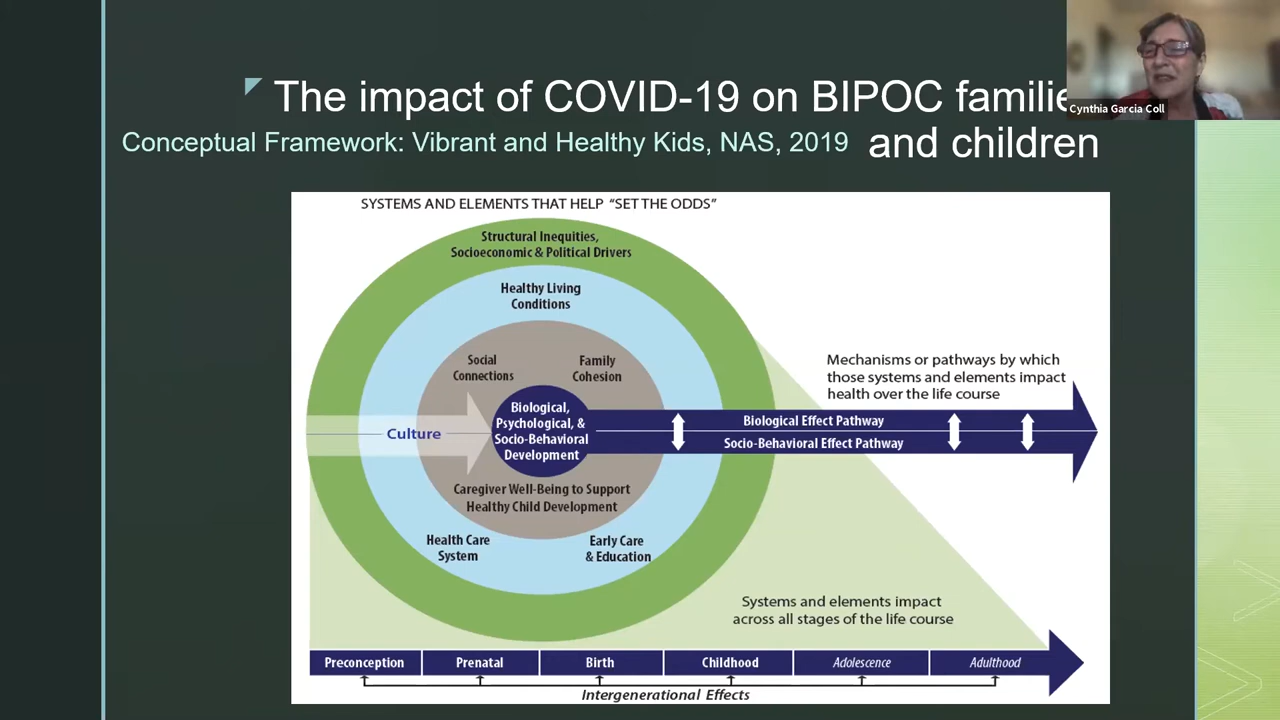 The impact of COVID-19 on BIPOC familie
and children
Conceptual Framework: Vibrant and Healthy Kids, NAS, 2019
Cynthia Garcia Coll
SYSTEMS AND ELEMENTS THAT HELP “SET THE ODDS”
Structural Inequities,
Socioeconomic & Political Drivers
Healthy Living
Conditions
Social
Connections
Family
Cohesion
Culture
Biological,
Psychological, &
Socio-Behavioral
Development
Caregiver Well-Being to Support
Healthy Child Development
Health Care
System
Early Care
& Education
Mechanisms or pathways by which
those systems and elements impact
health over the life course
Biological Effect Pathway
Socio-Behavioral Effect Pathway
Systems and elements impact
across all stages of the life course
Preconception
Prenatal
Birth
Childhood
Adolescence
Adulthood
Intergenerational Effects